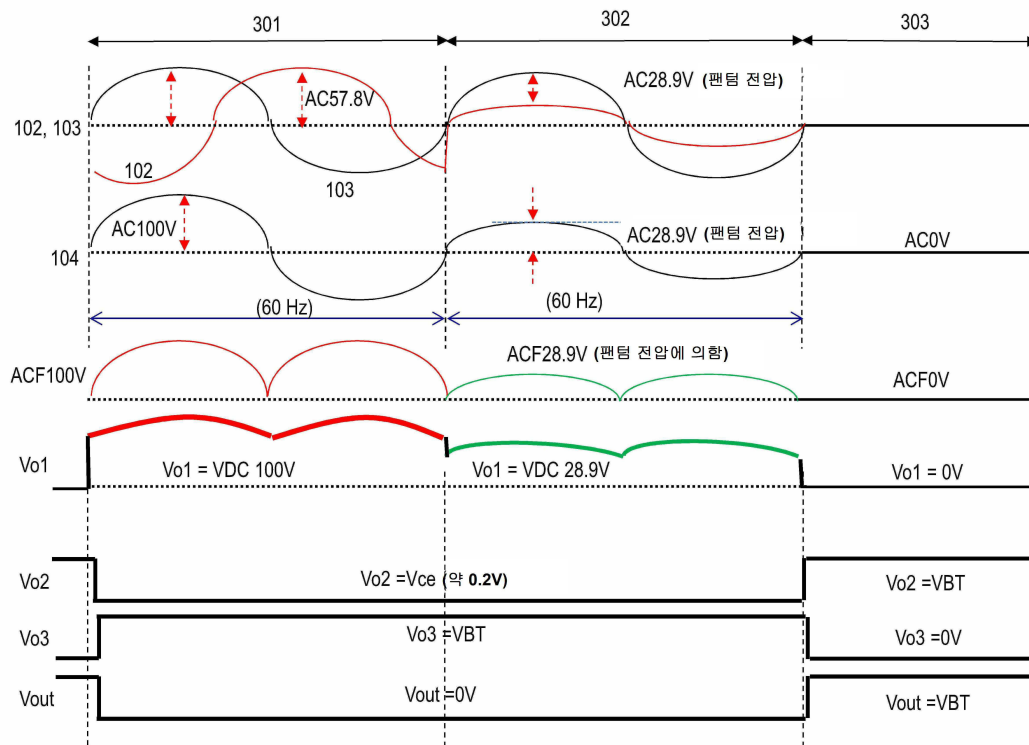 301
302
303
AC57.8V
AC28.9V (팬텀 전압)
102, 103
102
103
AC100V
AC28.9V (팬텀 전압)
AC0V
104
(60 Hz)
(60 Hz)
ACF100V
ACF28.9V (팬텀 전압에 의함)
ACF0V
Vo1
Vo1 = VDC 100V
Vo1 = VDC 28.9V
Vo1 = 0V
Vo2
Vo2 =Vce (약 0.2V)
Vo2 =VBT
Vo3
Vo3 =VBT
Vo3 =0V
Vout
Vout =0V
Vout =VBT